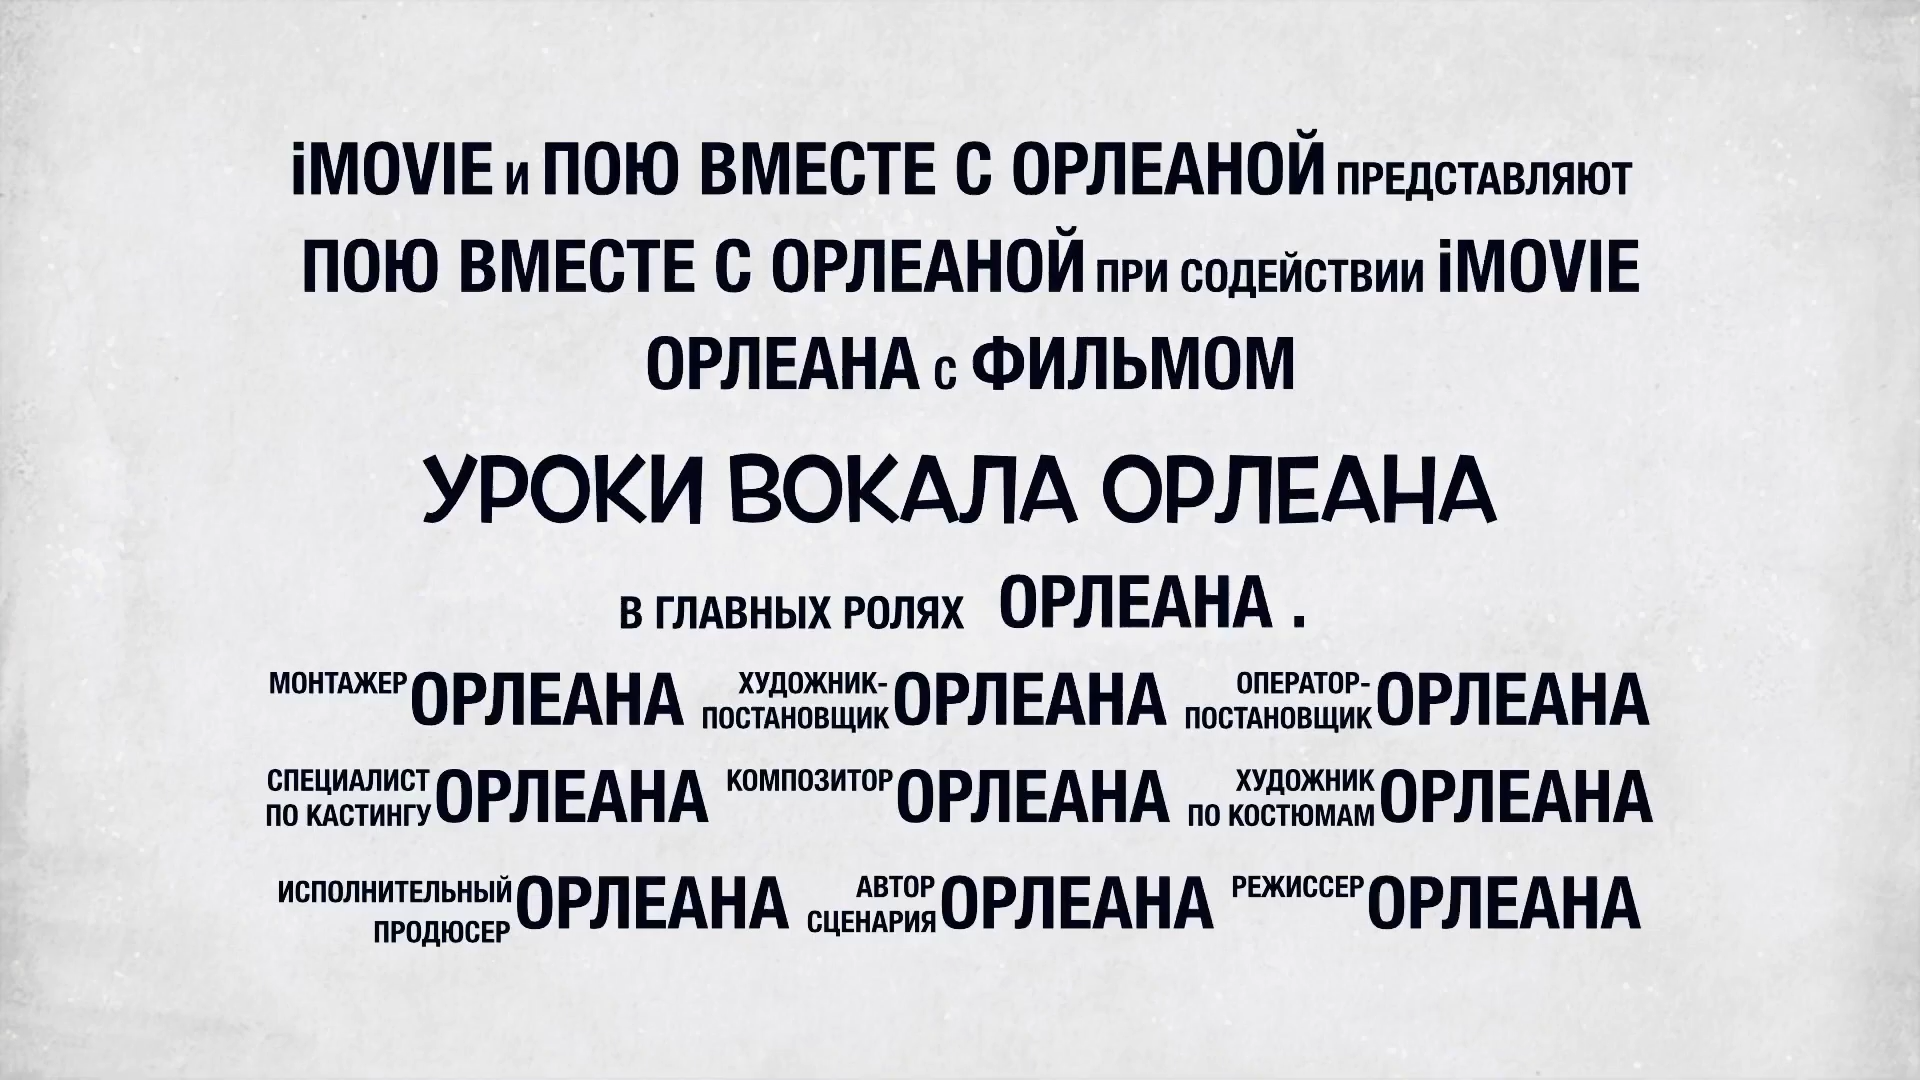 iMOVIE и ПОЮ ВМЕСТЕ С ОРЛЕАНОЙ ПРЕДСТАВЛЯЮТ
ПОЮ ВМЕСТЕ С ОРЛЕАНОЙ ПРИ СОДЕЙСТВИИ iMOVIE
ОРЛЕАНА С ФИЛЬМОМ
УРОКИ ВОКАЛА ОРЛЕАНА
В ГЛАВНЫХ РОЛЯХ ОРЛЕАНА .
МОНТАЖЕР ОРЛЕАНА ХУДОЖНИК-ПОСТАНОВЩИК ОРЛЕАНА ОПЕРАТОР-ПОСТАНОВЩИК ОРЛЕАНА
СПЕЦИАЛИСТ ПО КАСТИНГУ ОРЛЕАНА КОМПОЗИТОР ОРЛЕАНА ХУДОЖНИК ПО КОСТЮМАМ ОРЛЕАНА
ИСПОЛНИТЕЛЬНЫЙ ПРОДЮСЕР ОРЛЕАНА АВТОР СЦЕНАРИЯ ОРЛЕАНА РЕЖИССЕР ОРЛЕАНА